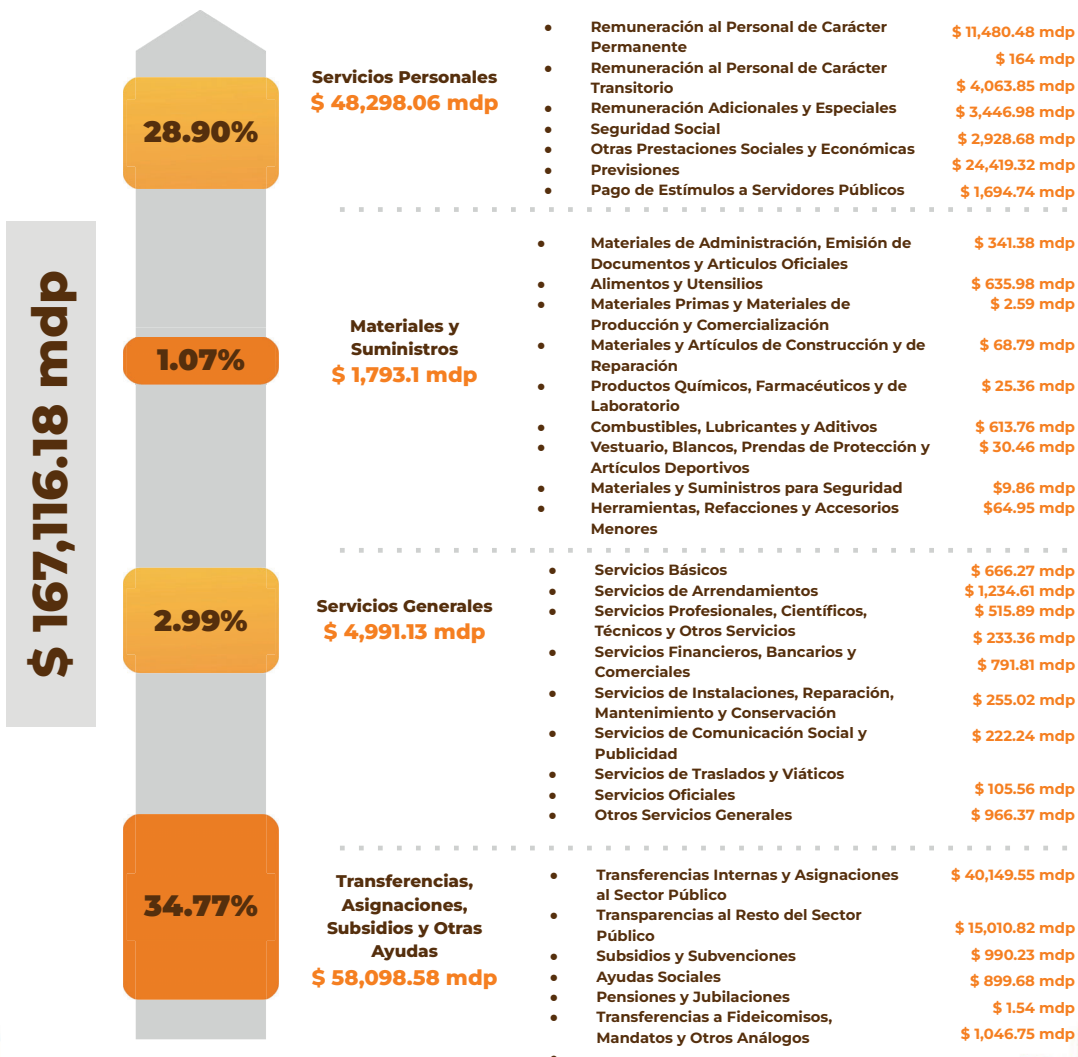 $ 167,116.18 mdp
28.90%
Servicios Personales
$ 48,298.06 mdp
• Remuneración al Personal de Carácter
Permanente
• Remuneración al Personal de Carácter
Transitorio
• Remuneración Adicionales y Especiales
• Seguridad Social
• Otras Prestaciones Sociales y Económicas
• Previsiones
• Pago de Estímulos a Servidores Públicos
$ 11,480.48 mdp
$ 164 mdp
$ 4,063.85 mdp
$ 3,446.98 mdp
$ 2,928.68 mdp
$ 24,419.32 mdp
$ 1,694.74 mdp
1.07%
Materiales y
Suministros
$ 1,793.1 mdp
• Materiales de Administración, Emisión de
Documentos y Articulos Oficiales
• Alimentos y Utensilios
• Materiales Primas y Materiales de
Producción y Comercialización
• Materiales y Artículos de Construcción y de
Reparación
• Productos Químicos, Farmacéuticos y de
Laboratorio
• Combustibles, Lubricantes y Aditivos
• Vestuario, Blancos, Prendas de Protección y
Artículos Deportivos
• Materiales y Suministros para Seguridad
• Herramientas, Refacciones y Accesorios
Menores
$ 341.38 mdp
$ 635.98 mdp
$ 2.59 mdp
$ 68.79 mdp
$ 25.36 mdp
$ 613.76 mdp
$ 30.46 mdp
$9.86 mdp
$64.95 mdp
2.99%
Servicios Generales
$ 4,991.13 mdp
• Servicios Básicos
• Servicios de Arrendamientos
• Servicios Profesionales, Científicos,
Técnicos y Otros Servicios
• Servicios Financieros, Bancarios y
Comerciales
• Servicios de Instalaciones, Reparación,
Mantenimiento y Conservación
• Servicios de Comunicación Social y
Publicidad
• Servicios de Traslados y Viáticos
• Servicios Oficiales
• Otros Servicios Generales
$ 666.27 mdp
$ 1,234.61 mdp
$ 515.89 mdp
$ 233.36 mdp
$ 791.81 mdp
$ 255.02 mdp
$ 222.24 mdp
$ 105.56 mdp
$ 966.37 mdp
34.77%
Transferencias,
Asignaciones,
Subsidios y Otras
Ayudas
$ 58,098.58 mdp
• Transferencias Internas y Asignaciones
al Sector Público
• Transparencias al Resto del Sector
Público
• Subsidios y Subvenciones
• Ayudas Sociales
• Pensiones y Jubilaciones
• Transferencias a Fideicomisos,
Mandatos y Otros Análogos
$ 40,149.55 mdp
$ 15,010.82 mdp
$ 990.23 mdp
$ 899.68 mdp
$ 1.54 mdp
$ 1,046.75 mdp